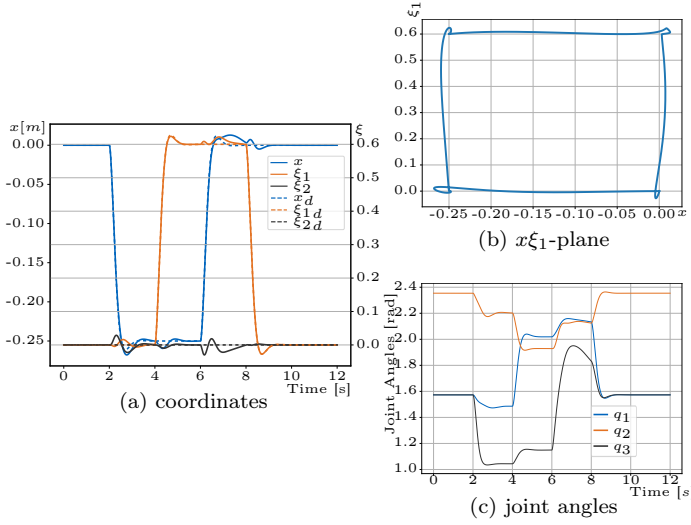 x[m]
ξ
0.00
-0.05
-0.10
-0.15
-0.20
-0.25
0.6
0.5
0.4
0.3
0.2
0.1
0.0
x
ξ1
ξ2
xd
ξ1d
ξ2d
0 2 4 6 8 10 12
Time [s]
(a) coordinates
ξ1
0.6
0.5
0.4
0.3
0.2
0.1
0.0
-0.25 -0.20 -0.15 -0.10 -0.05 0.00 x
(b) xξ1-plane
Joint Angles [rad]
2.4
2.2
2.0
1.8
1.6
1.4
1.2
1.0
q1
q2
q3
0 2 4 6 8 10 12
Time [s
(c) joint angles